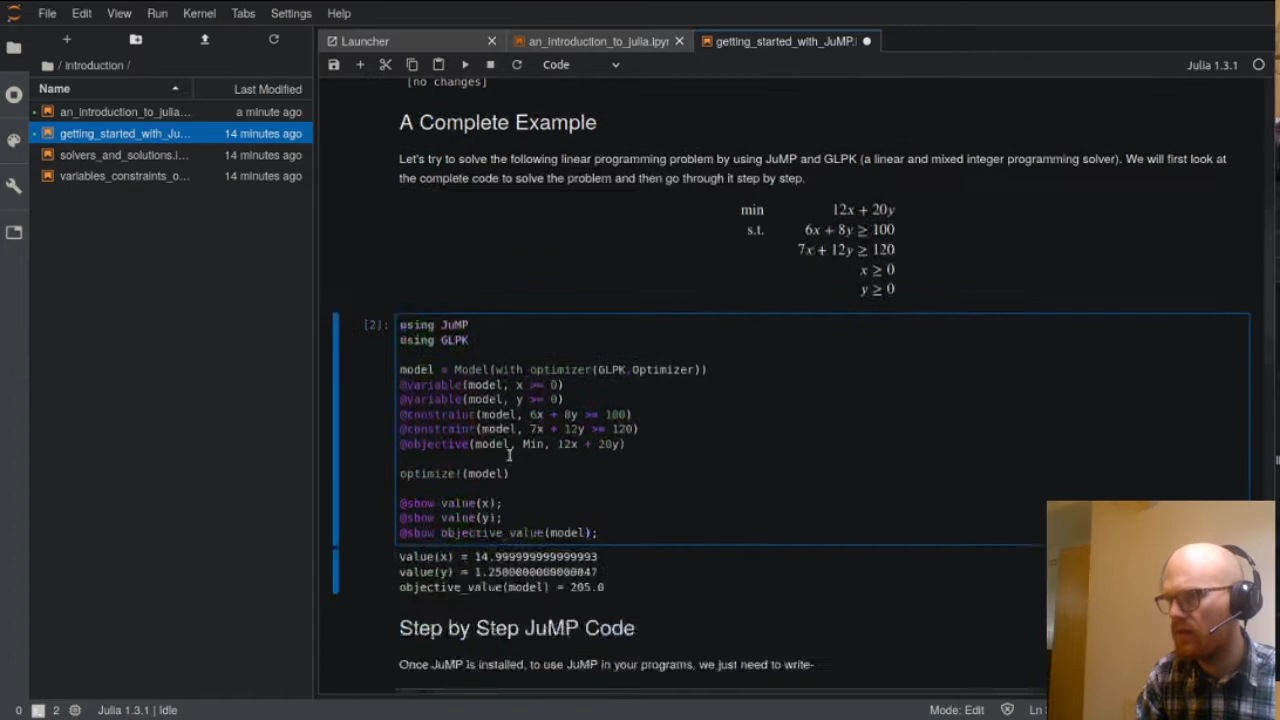 File Edit View Run Kernel Tabs Settings Help
Launcher
an_introduction_to_julia.ipyr
getting_started_with_JuMP.
/ Introduction /
Code
Julia 1.3.1
Name Last Modified
an_introduction_to_julia... a minute ago
getting_started_with_Ju... 14 minutes ago
solvers_and_solutions.i... 14 minutes ago
variables_constraints_o... 14 minutes ago
[no changes]
A Complete Example
Let's try to solve the following linear programming problem by using JuMP and GLPK (a linear and mixed integer programming solver). We will first look at
the complete code to solve the problem and then go through it step by step.
min 12x + 20y
s.t. 6x + 8y ≥ 100
7x + 12y ≥ 120
x ≥ 0
y ≥ 0
[2]:
using JuMP
using GLPK
model = Model(with_optimizer(GLPK.Optimizer))
@variable(model, x >= 0)
@variable(model, y >= 0)
@constraint(model, 6x + 8y >= 100)
@constraint(model, 7x + 12y >= 120)
@objective(model, Min, 12x + 20y)
optimize!(model)
@show value(x);
@show value(y);
@show objective_value(model);
value(x) = 14.999999999999993
value(y) = 1.2500000000000047
objective_value(model) = 205.0
Step by Step JuMP Code
Once JuMP is installed, to use JuMP in your programs, we just need to write-
0 2 Julia 1.3.1 | Idle
Mode: Edit